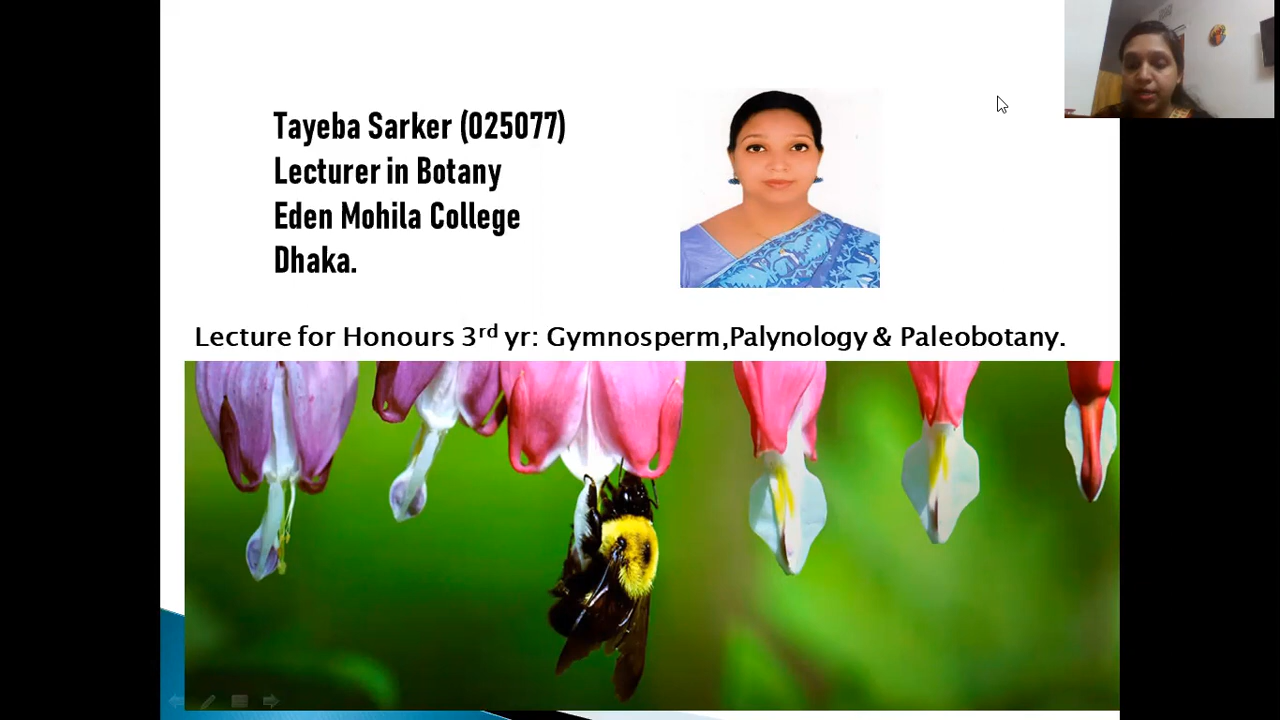 Tayeba Sarker (025077)
Lecturer in Botany
Eden Mohila College
Dhaka.
Lecture for Honours 3rd yr: Gymnosperm,Palynology & Paleobotany.